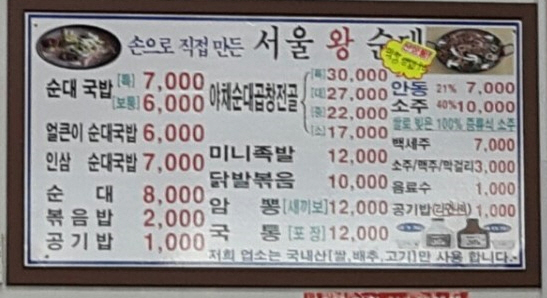 손으로 직접 만든 서울 왕 순대
순대 국밥 [특] 7,000
[보통] 6,000
얼큰이 순대국밥 6,000
인삼 순대국밥 7,000
순 대 8,000
볶음밥 2,000
공기밥 1,000
야채순대곱창전골 [특] 30,000
[대] 27,000
[중] 22,000
[소] 17,000
미니족발 12,000
닭발볶음 10,000
암 뽕 [새끼보] 12,000
국 통 [포장] 12,000
안동 21% 7,000
소주 40% 10,000
쌀로 빚은 100% 증류식 소주
백세주 7,000
소주/맥주/막걸리 3,000
음료수 1,000
공기밥 1,000
저희 업소는 국내산[쌀,배추,고기]만 사용 합니다.